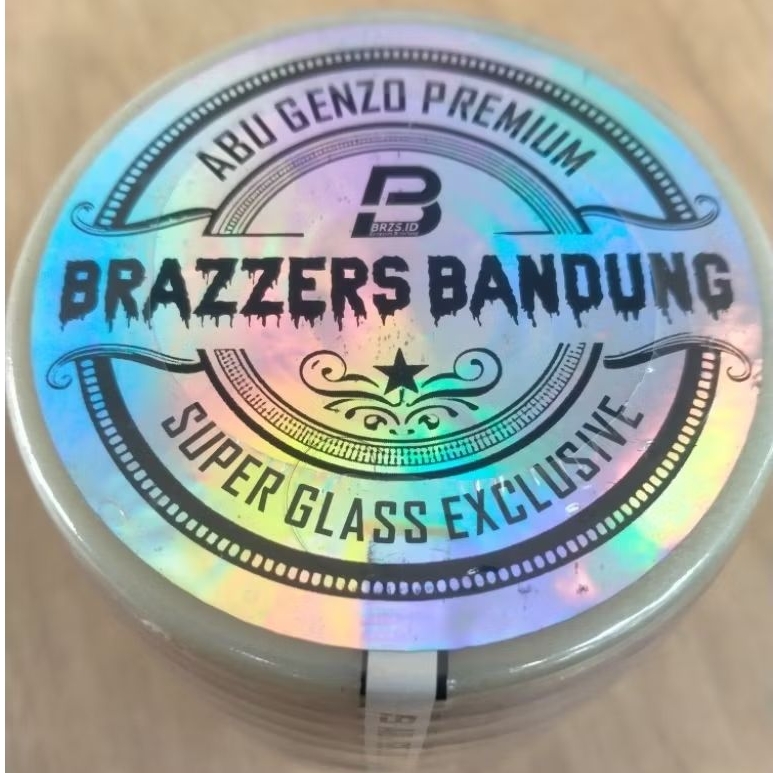 ABU GENZO PREMIUM
B
BRZS.ID
BRAZZERS BANDUNG
SUPER GLASS EXCLUSIVE